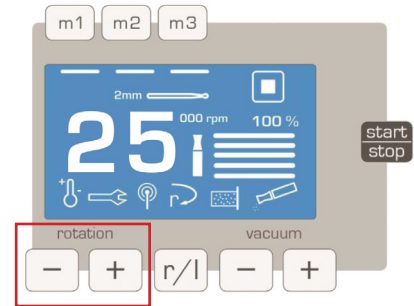 m1 m2 m3
2mm
25 000 rpm 100 %
start
stop
rotation vacuum
− + r/l − +